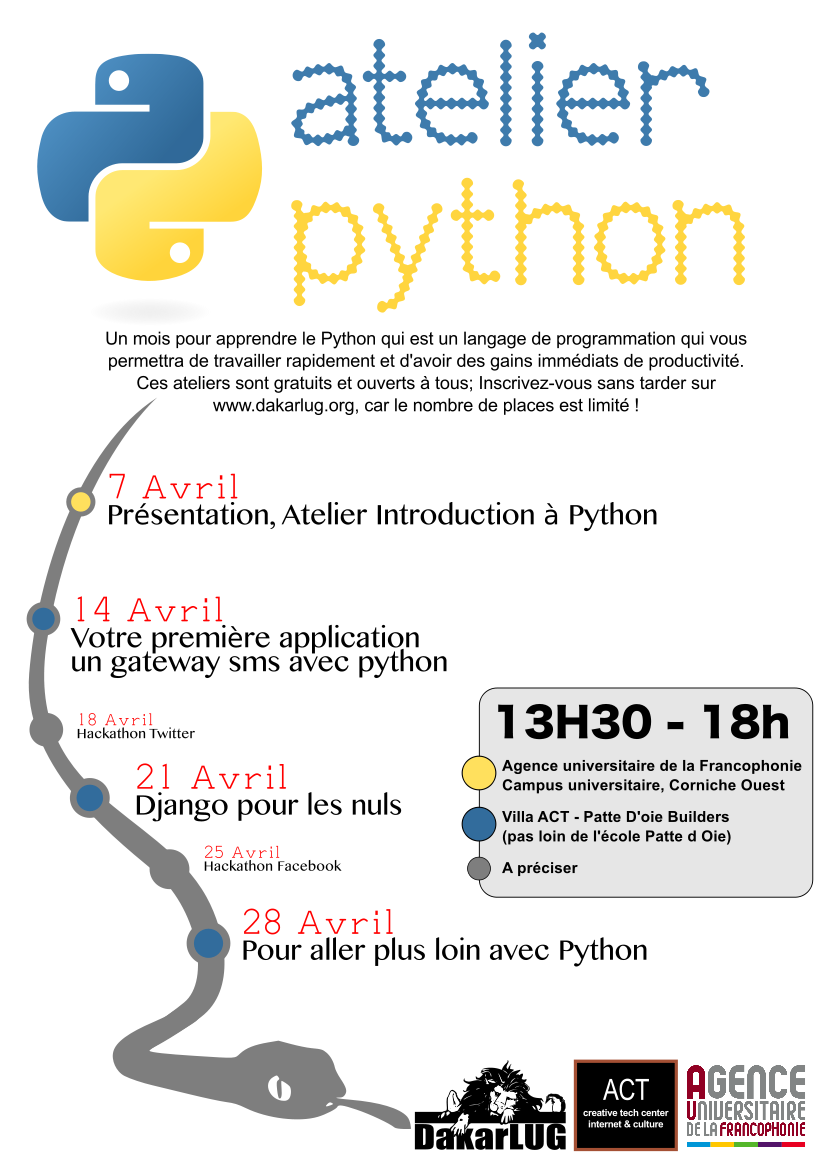 atelier
python
Un mois pour apprendre le Python qui est un langage de programmation qui vous
permettra de travailler rapidement et d'avoir des gains immédiats de productivité.
Ces ateliers sont gratuits et ouverts à tous; Inscrivez-vous sans tarder sur
www.dakarlug.org, car le nombre de places est limité !
7 Avril
Présentation, Atelier Introduction à Python
14 Avril
Votre première application
un gateway sms avec python
18 Avril
Hackathon Twitter
21 Avril
Django pour les nuls
25 Avril
Hackathon Facebook
28 Avril
Pour aller plus loin avec Python
13H30 - 18h
Agence universitaire de la Francophonie
Campus universitaire, Corniche Ouest
Villa ACT - Patte D'oie Builders
(pas loin de l'école Patte d Oie)
A préciser
DakarLUG
ACT
creative tech center
internet & culture
AGENCE
UNIVERSITAIRE
DE LA FRANCOPHONIE